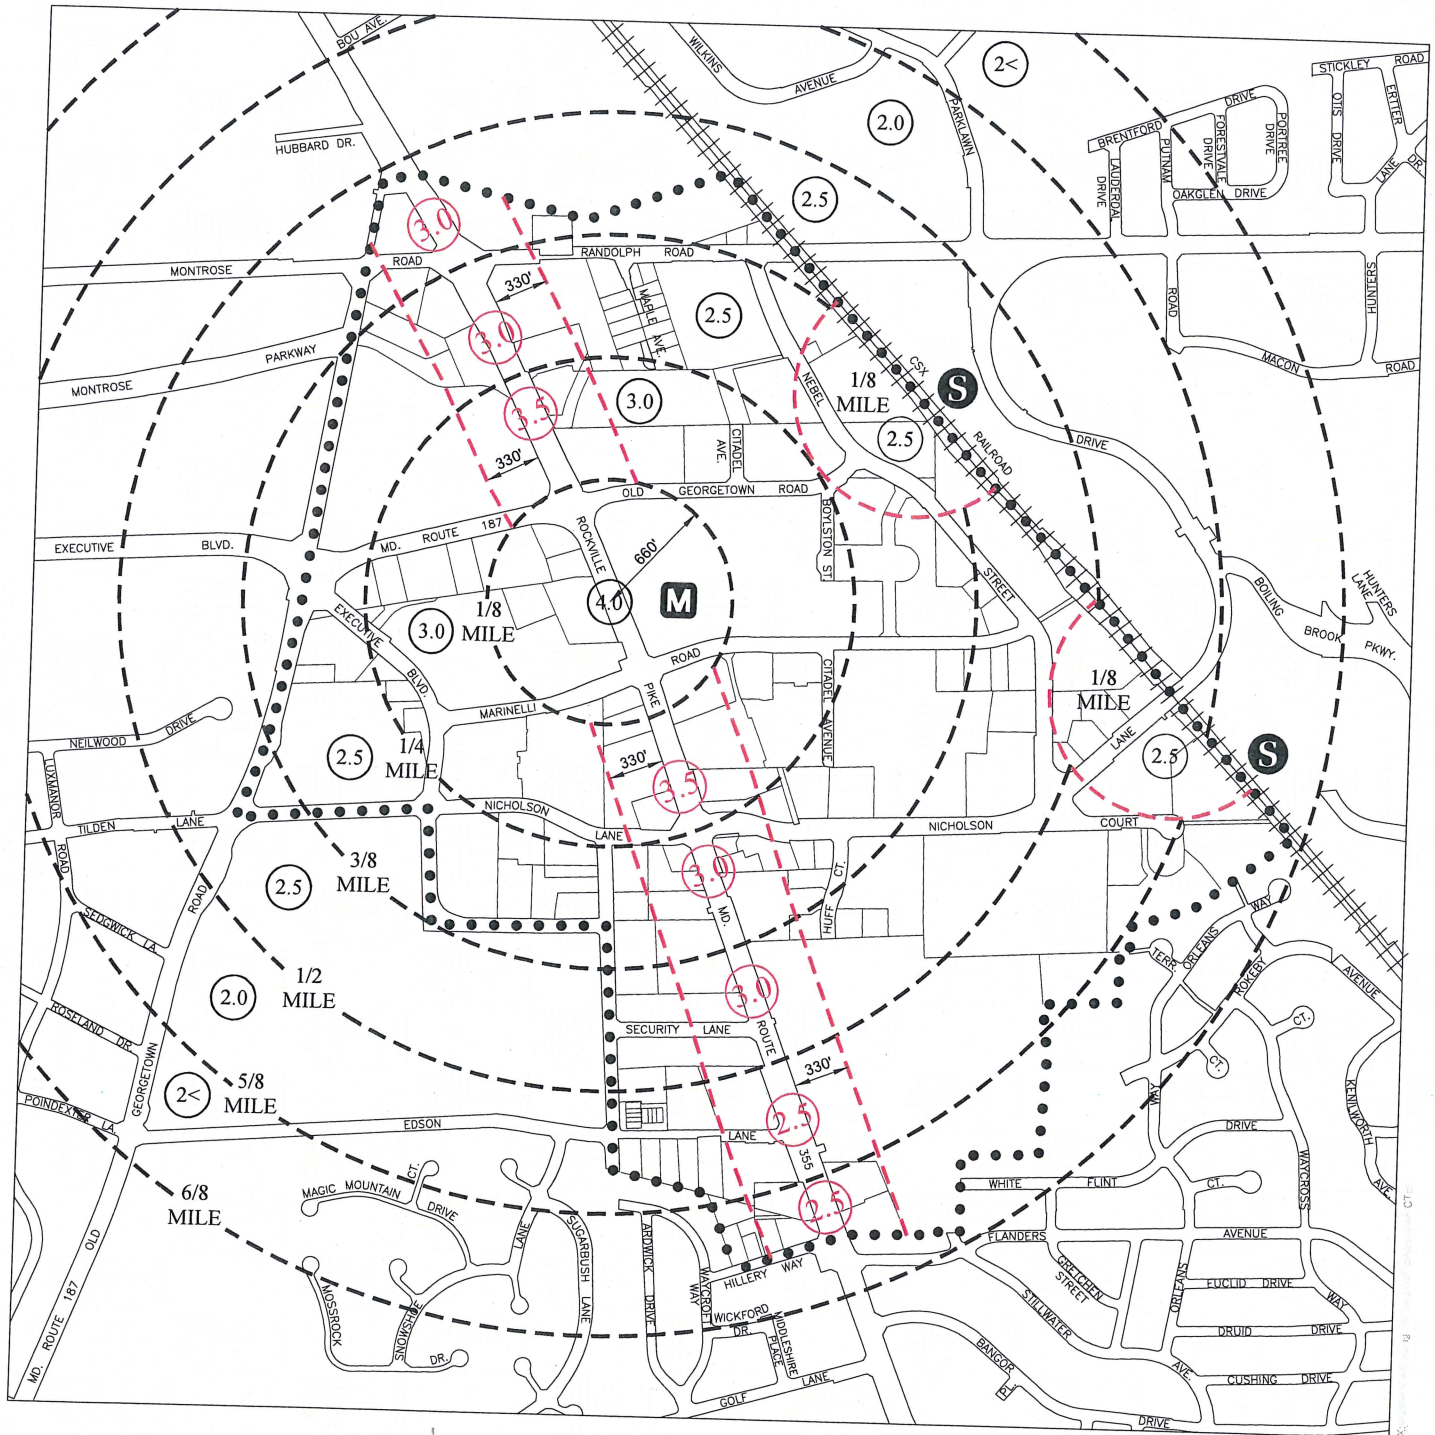 BOU AVE.
WILKINS
AVENUE
2<
STICKLEY ROAD
HUBBARD DR.
2.0
PARKLAWN
BRENTFORD
DRIVE
PUTNAM
FORESTVALE
DRIVE
PORTREE
DRIVE
OTIS DRIVE
ERTTER
LANE
DR.
LAUDERDAL
DRIVE
OAKGLEN DRIVE
2.5
3.0
MONTROSE
ROAD
RANDOLPH ROAD
330'
MAPLE AVE.
2.5
ROAD
HUNTERS
3.0
MONTROSE
PARKWAY
MACON
ROAD
NEBEL
1/8
MILE
CSX
S
3.5
3.0
2.5
RAILROAD
DRIVE
CITADEL
AVE.
330'
OLD GEORGETOWN ROAD
MD. ROUTE 187
BOYLSTON ST.
EXECUTIVE BLVD.
ROCKVILLE
660'
4.0
M
STREET
BOILING
BROOK
PKWY.
HUNTERS
LANE
EXECUTIVE
BLVD.
3.0
1/8
MILE
ROAD
PIKE
MARINELLI
CITADEL AVENUE
1/8
MILE
LANE
2.5
S
NEILWOOD DRIVE
LUXMANOR
ROAD
2.5
1/4
MILE
330'
3.5
TILDEN LANE
NICHOLSON
LANE
NICHOLSON
COURT
3/8
MILE
2.5
3.0
MD.
HUFF CT.
ROAD
SEDGWICK LA.
WAY
ORLEANS
TERR.
ROKEBY
AVENUE
1/2
MILE
2.0
3.0
ROSELAND DR.
SECURITY LANE
ROUTE
CT.
CT.
330'
5/8
MILE
2<
GEORGETOWN
POINDEXTER LA.
2.5
WAY
KENILWORTH
AVE.
EDSON
LANE
DRIVE
WAYCROSS
355
6/8
MILE
MAGIC MOUNTAIN
DRIVE
CT.
2.5
WHITE FLINT
CT.
LANE
OLD
SUGARBUSH LANE
ARDWICK DRIVE
FLANDERS
AVENUE
HILLERY WAY
WAYCROFT
WAY
GRETCHEN
STREET
ORLEANS
EUCLID DRIVE
WAY
MOSSROCK
SNOWSHOE
DR.
WICKFORD
DR.
MIDDLESHIRE
PLACE
STILLWATER
AVE.
DRUID DRIVE
MD. ROUTE 187
BANGOR
PL.
CUSHING DRIVE
GOLF LANE
DRIVE